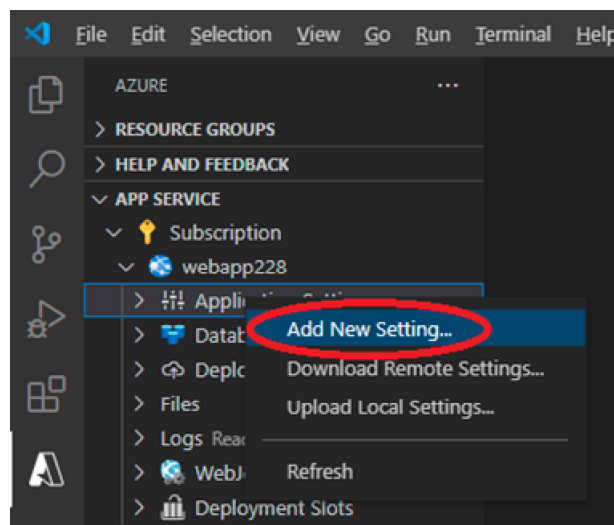 File Edit Selection View Go Run Terminal Help
AZURE ...
RESOURCE GROUPS
HELP AND FEEDBACK
APP SERVICE
Subscription
webapp228
Add New Setting...
Download Remote Settings...
Files
Upload Local Settings...
Logs
Refresh
Deployment Slots